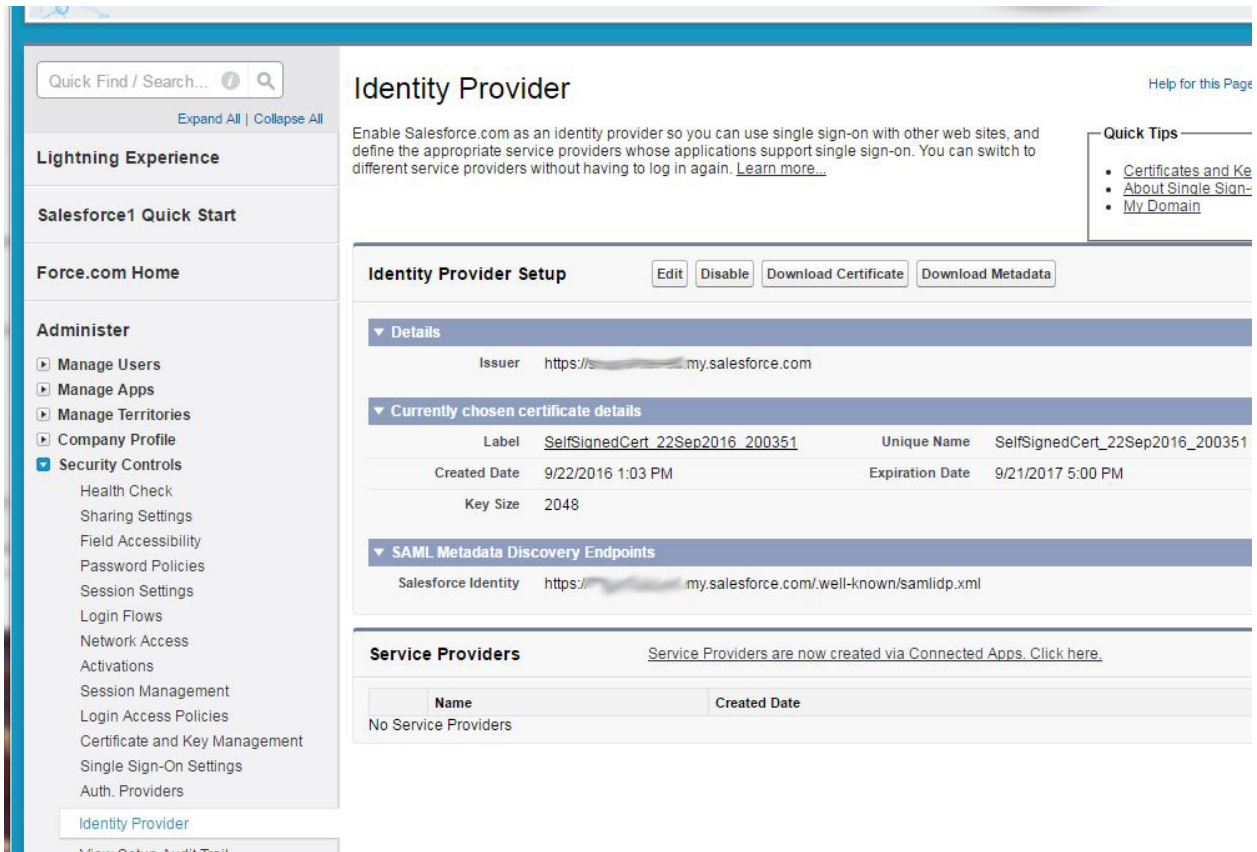 Quick Find / Search...
Expand All | Collapse All
Lightning Experience
Salesforce1 Quick Start
Force.com Home
Administer
Manage Users
Manage Apps
Manage Territories
Company Profile
Security Controls
Health Check
Sharing Settings
Field Accessibility
Password Policies
Session Settings
Login Flows
Network Access
Activations
Session Management
Login Access Policies
Certificate and Key Management
Single Sign-On Settings
Auth. Providers
Identity Provider
View Setup Audit Trail
Identity Provider
Help for this Page
Enable Salesforce.com as an identity provider so you can use single sign-on with other web sites, and
define the appropriate service providers whose applications support single sign-on. You can switch to
different service providers without having to log in again. Learn more...
Quick Tips
Certificates and Ke
About Single Sign-
My Domain
Identity Provider Setup Edit Disable Download Certificate Download Metadata
Details
Issuer https:// .my.salesforce.com
Currently chosen certificate details
Label SelfSignedCert_22Sep2016_200351 Unique Name SelfSignedCert_22Sep2016_200351
Created Date 9/22/2016 1:03 PM Expiration Date 9/21/2017 5:00 PM
Key Size 2048
SAML Metadata Discovery Endpoints
Salesforce Identity https:// .my.salesforce.com/.well-known/samlidp.xml
Service Providers Service Providers are now created via Connected Apps. Click here.
Name Created Date
No Service Providers